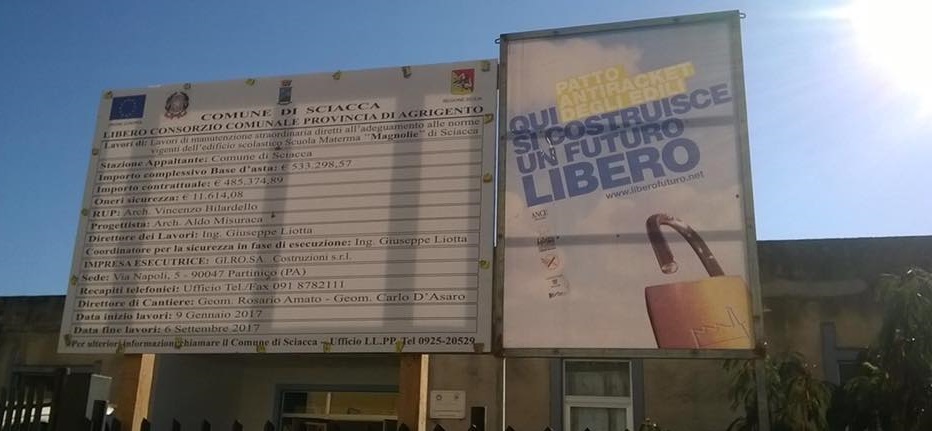 COMUNE DI SCIACCA
LIBERO CONSORZIO COMUNALE PROVINCIA DI AGRIGENTO
Lavori di: Lavori di manutenzione straordinaria diretti all'adeguamento alle norme
vigenti dell'edificio scolastico Scuola Materma "Magnolie" di Sciacca
Stazione Appaltante: Comune di Sciacca
Importo complessivo Base d'asta: € 533.298,57
Importo contrattuale: € 485.374,89
Oneri sicurezza: € 11.614,08
RUP: Arch. Vincenzo Bilardello
Progettista: Arch. Aldo Misuraca
Direttore dei Lavori: Ing. Giuseppe Liotta
Coordinatore per la sicurezza in fase di esecuzione: Ing. Giuseppe Liotta
IMPRESA ESECUTRICE: GI.RO.SA. Costruzioni s.r.l.
Sede: Via Napoli, 5 - 90047 Partinico (PA)
Recapiti telefonici: Ufficio Tel./Fax 091 8782111
Direttore di Cantiere: Geom. Rosario Amato - Geom. Carlo D'Asaro
Data inizio lavori: 9 Gennaio 2017
Data fine lavori: 6 Settembre 2017
Per ulteriori informazioni chiamare il Comune di Sciacca - Ufficio LL.PP. Tel 0925-20529
REGIONE SICILIA
PATTO
ANTIRACKET
DEGLI EDILI
QUI
SI COSTRUISCE
UN FUTURO
LIBERO
www.liberofuturo.net
ANCE